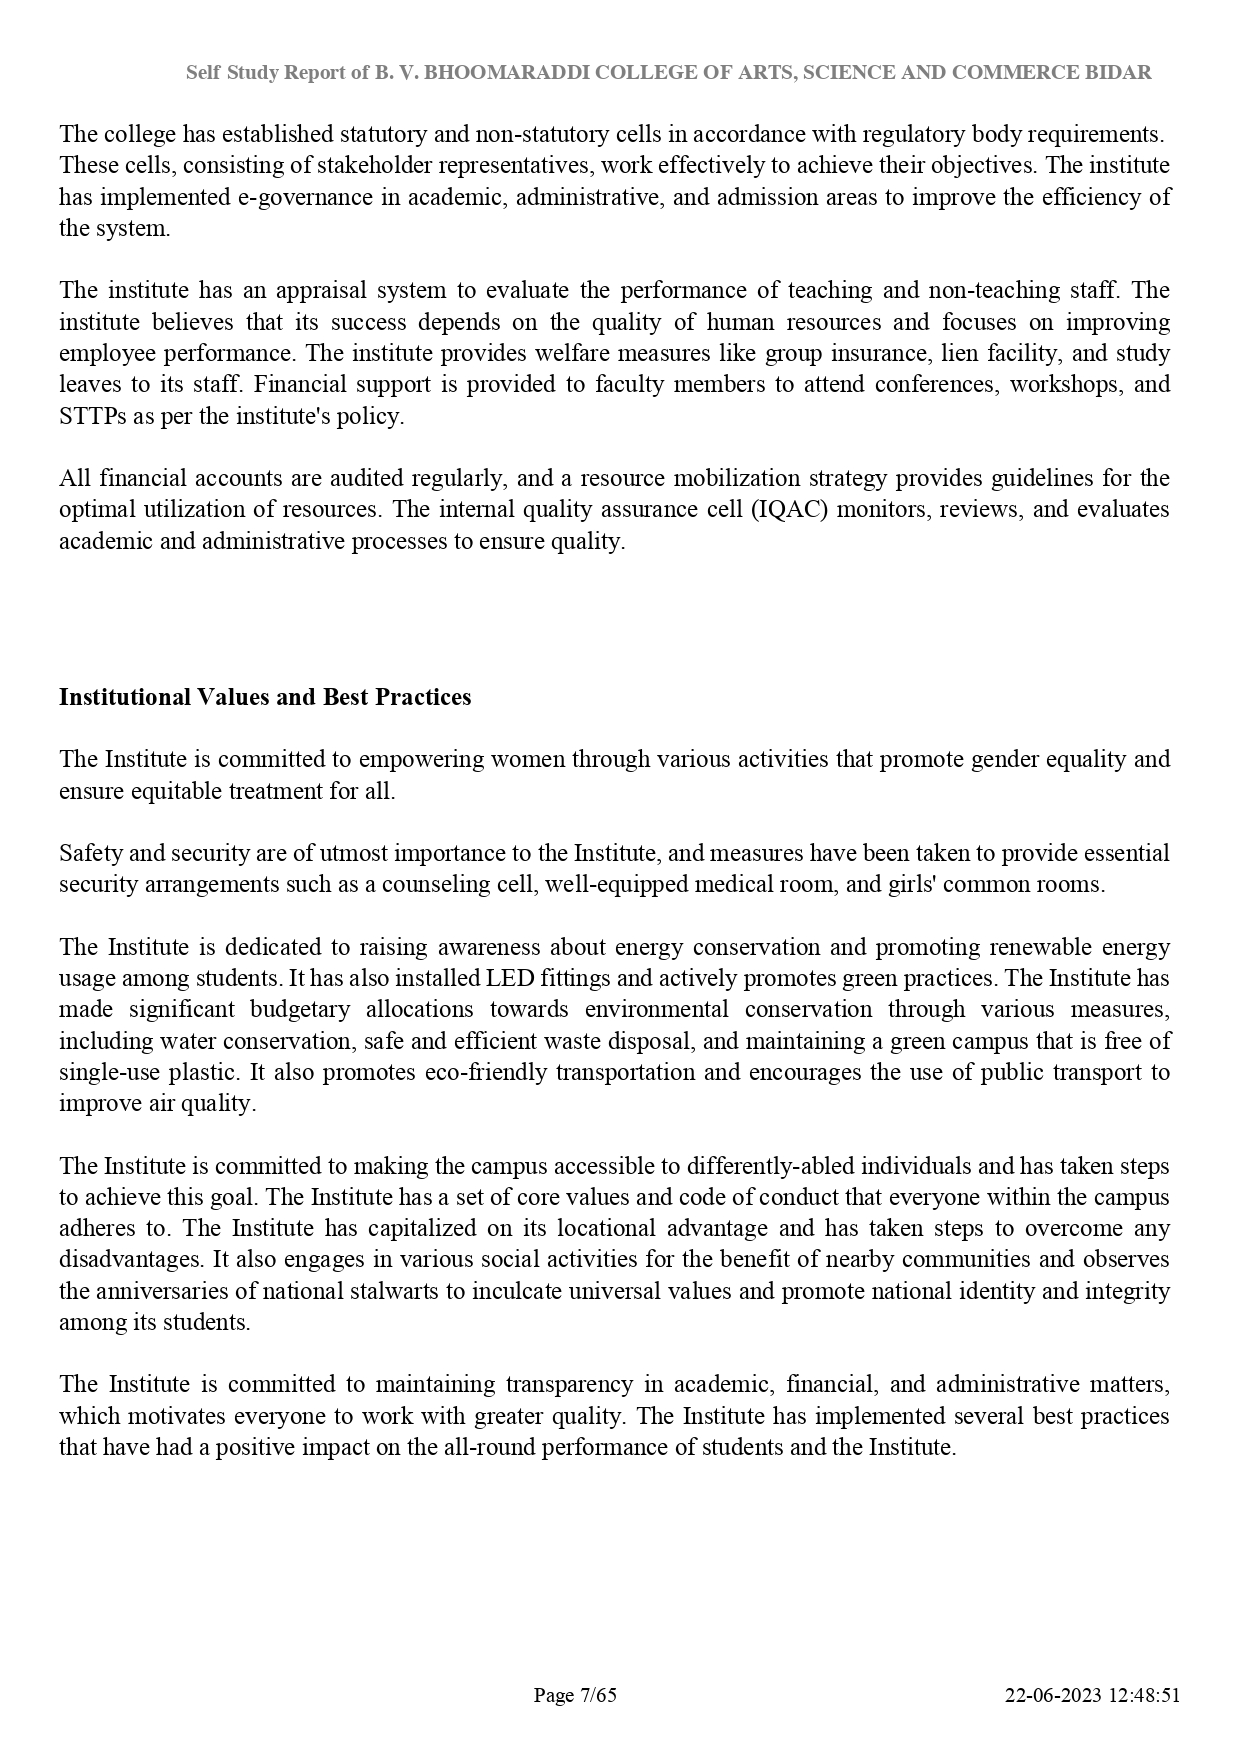 Self Study Report of B. V. BHOOMARADDI COLLEGE OF ARTS, SCIENCE AND COMMERCE BIDAR
The college has established statutory and non-statutory cells in accordance with regulatory body requirements.
These cells, consisting of stakeholder representatives, work effectively to achieve their objectives. The institute
has implemented e-governance in academic, administrative, and admission areas to improve the efficiency of
the system.
The institute has an appraisal system to evaluate the performance of teaching and non-teaching staff. The
institute believes that its success depends on the quality of human resources and focuses on improving
employee performance. The institute provides welfare measures like group insurance, lien facility, and study
leaves to its staff. Financial support is provided to faculty members to attend conferences, workshops, and
STTPs as per the institute's policy.
All financial accounts are audited regularly, and a resource mobilization strategy provides guidelines for the
optimal utilization of resources. The internal quality assurance cell (IQAC) monitors, reviews, and evaluates
academic and administrative processes to ensure quality.
Institutional Values and Best Practices
The Institute is committed to empowering women through various activities that promote gender equality and
ensure equitable treatment for all.
Safety and security are of utmost importance to the Institute, and measures have been taken to provide essential
security arrangements such as a counseling cell, well-equipped medical room, and girls' common rooms.
The Institute is dedicated to raising awareness about energy conservation and promoting renewable energy
usage among students. It has also installed LED fittings and actively promotes green practices. The Institute has
made significant budgetary allocations towards environmental conservation through various measures,
including water conservation, safe and efficient waste disposal, and maintaining a green campus that is free of
single-use plastic. It also promotes eco-friendly transportation and encourages the use of public transport to
improve air quality.
The Institute is committed to making the campus accessible to differently-abled individuals and has taken steps
to achieve this goal. The Institute has a set of core values and code of conduct that everyone within the campus
adheres to. The Institute has capitalized on its locational advantage and has taken steps to overcome any
disadvantages. It also engages in various social activities for the benefit of nearby communities and observes
the anniversaries of national stalwarts to inculcate universal values and promote national identity and integrity
among its students.
The Institute is committed to maintaining transparency in academic, financial, and administrative matters,
which motivates everyone to work with greater quality. The Institute has implemented several best practices
that have had a positive impact on the all-round performance of students and the Institute.
Page 7/65
22-06-2023 12:48:51